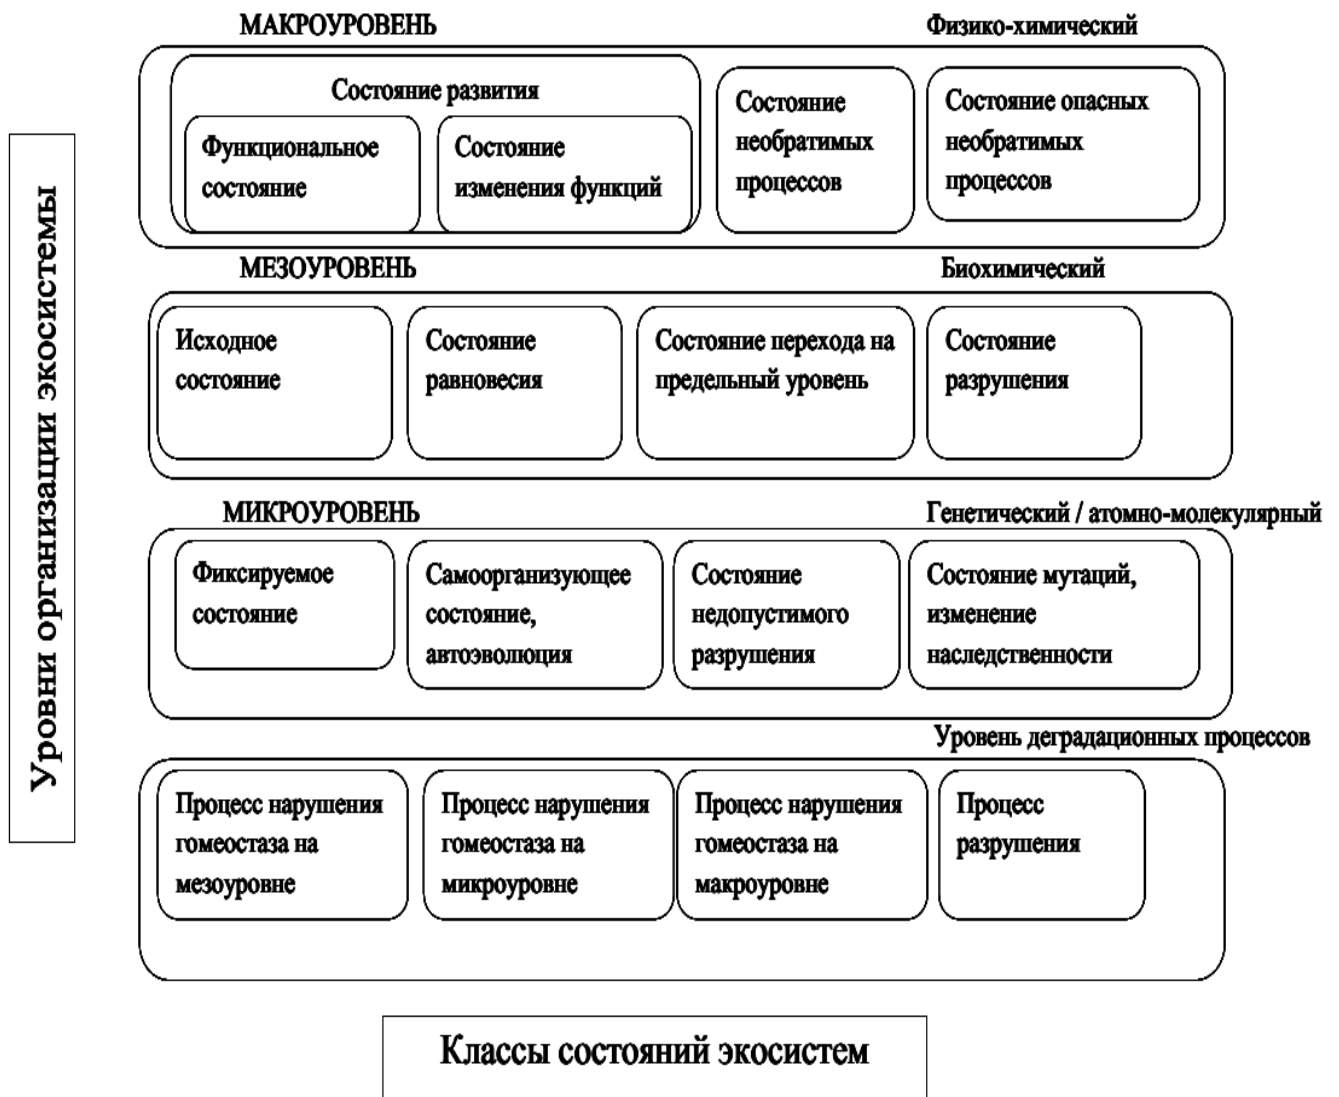 МАКРОУРОВЕНЬ
Физико-химический
Состояние развития
Функциональное
состояние
Состояние
изменения функций
Состояние
необратимых
процессов
Состояние опасных
необратимых
процессов
МЕЗОУРОВЕНЬ
Биохимический
Исходное
состояние
Состояние
равновесия
Состояние перехода на
предельный уровень
Состояние
разрушения
МИКРОУРОВЕНЬ
Генетический / атомно-молекулярный
Фиксируемое
состояние
Самоорганизующее
состояние,
автоэволюция
Состояние
недопустимого
разрушения
Состояние мутаций,
изменение
наследственности
Уровень деградационных процессов
Процесс нарушения
гомеостаза на
мезоуровне
Процесс нарушения
гомеостаза на
микроуровне
Процесс нарушения
гомеостаза на
макроуровне
Процесс
разрушения
Уровни организации экосистемы
Классы состояний экосистем